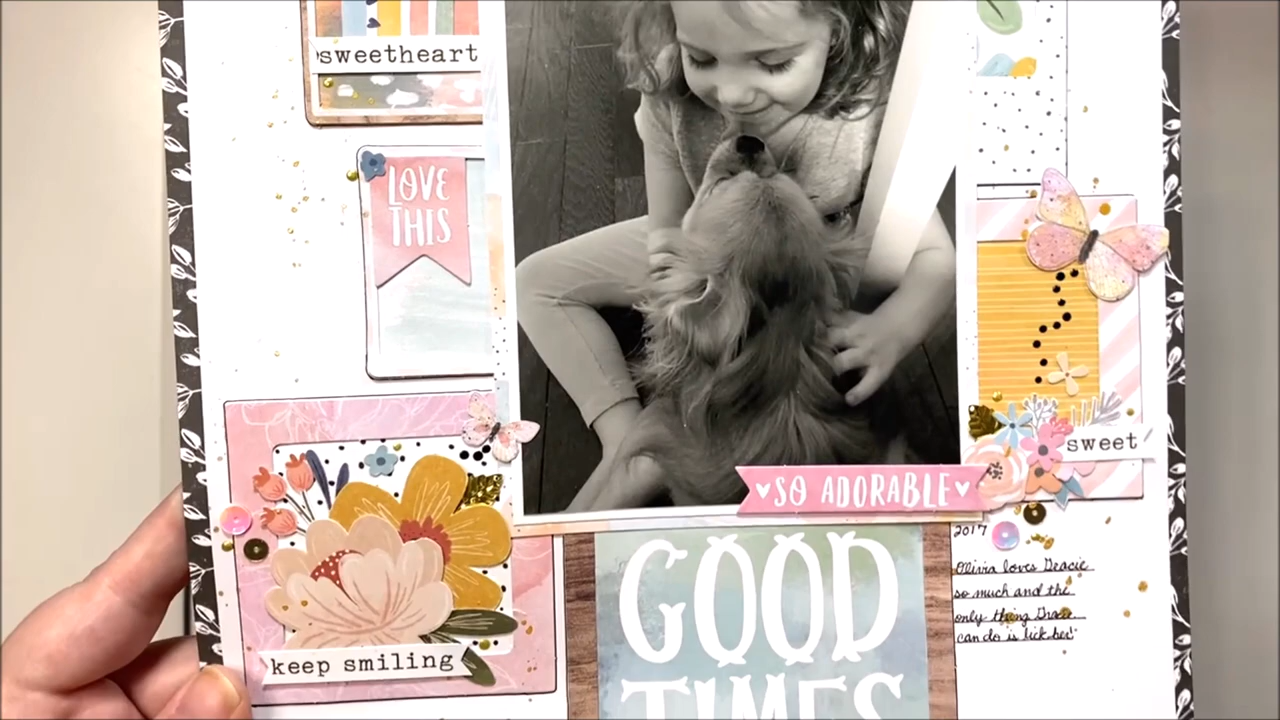 sweetheart
LOVE
THIS
sweet
♥SO ADORABLE♥
2017
Olivia loves Gracie
so much and the
only thing Gracie
can do is lick her!
keep smiling
GOOD
TIMES